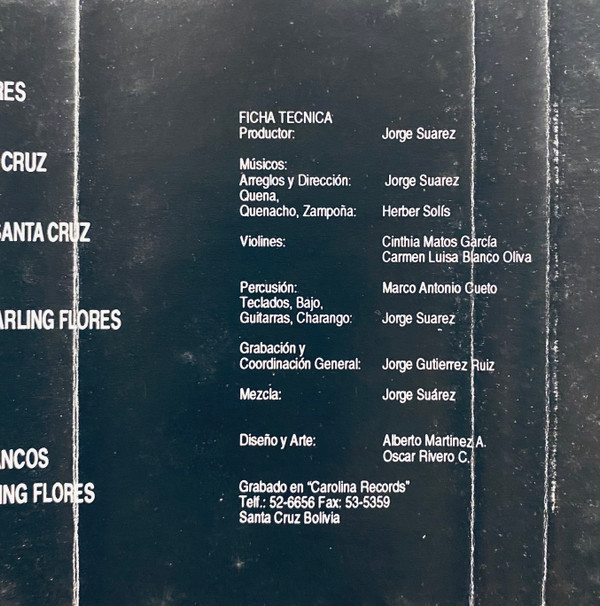 RES
CRUZ
SANTA CRUZ
ARLING FLORES
ANCOS
ING FLORES
FICHA TECNICA
Productor: Jorge Suarez
Músicos:
Arreglos y Dirección: Jorge Suarez
Quena,
Quenacho, Zampoña: Herber Solís
Violines: Cinthia Matos García
Carmen Luisa Blanco Oliva
Percusión: Marco Antonio Cueto
Teclados, Bajo,
Guitarras, Charango: Jorge Suarez
Grabación y
Coordinación General: Jorge Gutierrez Ruiz
Mezcla: Jorge Suárez
Diseño y Arte: Alberto Martinez A.
Oscar Rivero C.
Grabado en "Carolina Records"
Telf.: 52-6656 Fax: 53-5359
Santa Cruz Bolivia